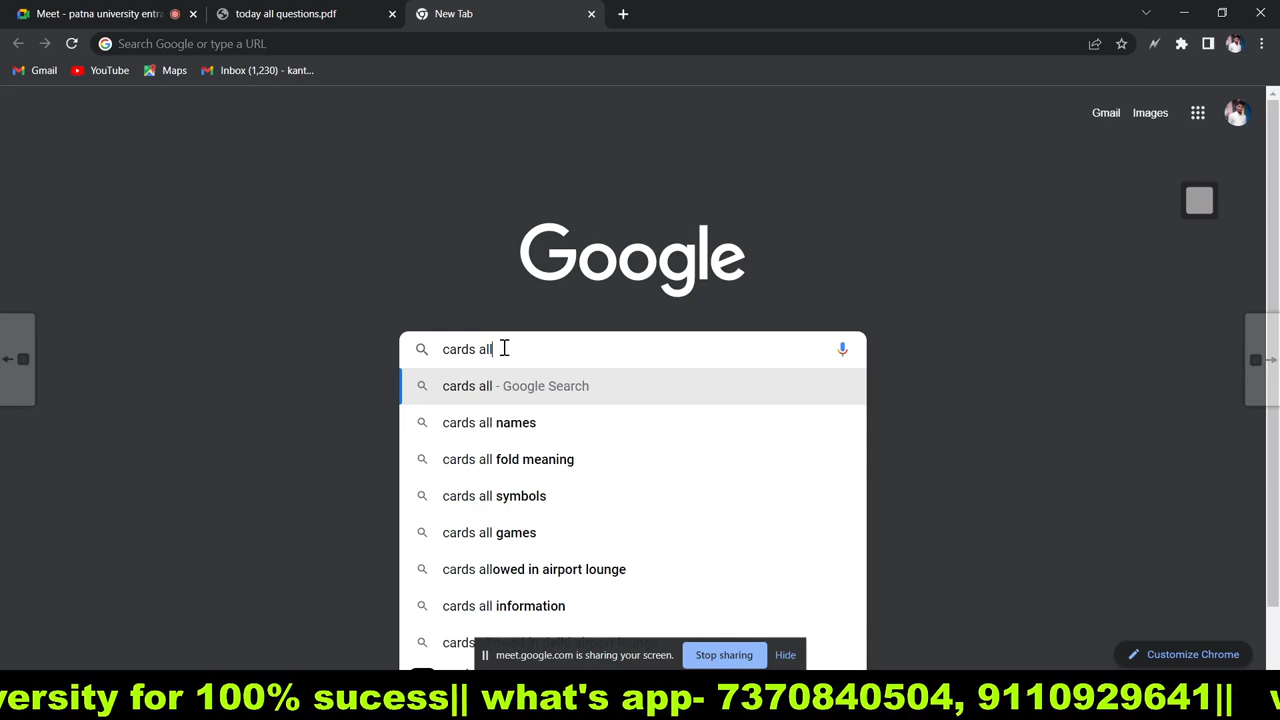 Meet - patna university entra
today all questions.pdf
New Tab
Search Google or type a URL
Gmail
YouTube
Maps
Inbox (1,230) - kant...
Gmail
Images
Google
cards all
cards all - Google Search
cards all names
cards all fold meaning
cards all symbols
cards all games
cards allowed in airport lounge
cards all information
cards
meet.google.com is sharing your screen.
Stop sharing
Hide
Customize Chrome
versity for 100% sucess|| what's app- 7370840504, 9110929641||